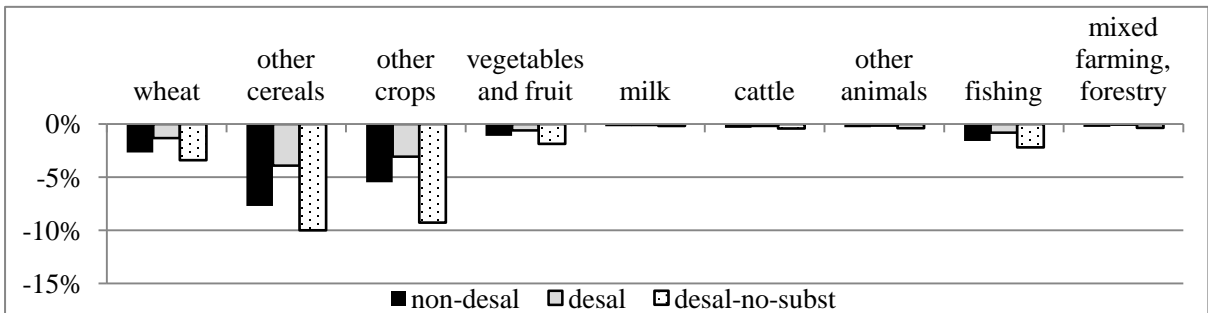 wheat
other
cereals
other
crops
vegetables
and fruit
milk
cattle
other
animals
fishing
mixed
farming,
forestry
0%
-5%
-10%
-15%
non-desal desal desal-no-subst